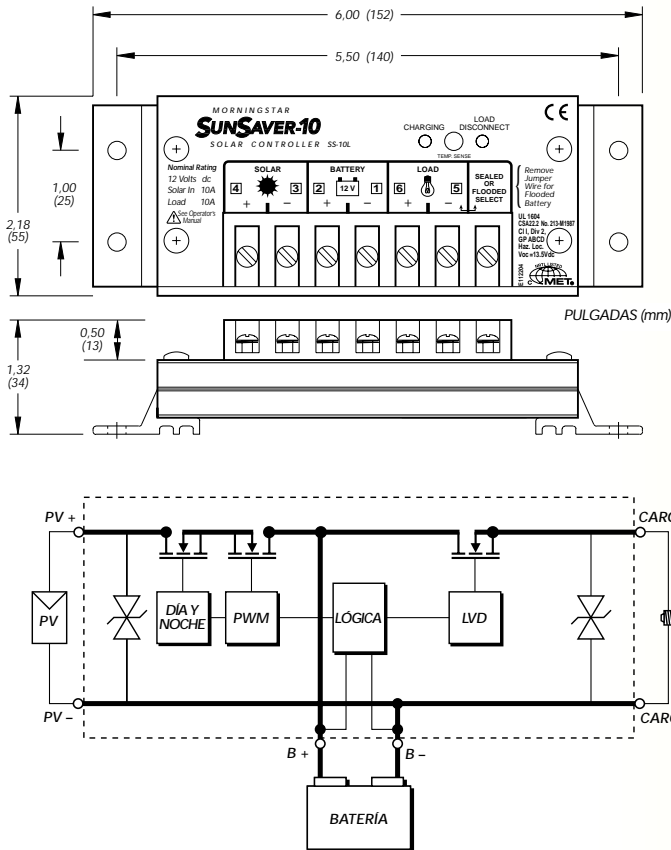 6,00 (152)
5,50 (140)
MORNINGSTAR
SUNSAVER-10
SOLAR CONTROLLER SS-10L
CHARGING
LOAD
DISCONNECT
TEMP. SENSE
CE
1,00
(25)
2,18
(55)
Nominal Rating
12 Volts dc
Solar In 10A
Load 10A
See Operator's
Manual
SOLAR
BATTERY
LOAD
4 3 2 12 V 1 6 5
+ − + − + −
SEALED
OR
FLOODED
SELECT
Remove
Jumper
Wire for
Flooded
Battery
UL 1604
CSA22.2 No. 213-M1987
Cl I, Div 2,
GP ABCD
Haz. Loc.
Voc =13.5Vdc
E112204
MET
PULGADAS (mm)
0,50
(13)
1,32
(34)
PV +
CARG
PV
DÍA Y
NOCHE
PWM
LÓGICA
LVD
PV −
CARG
B +
B −
BATERÍA